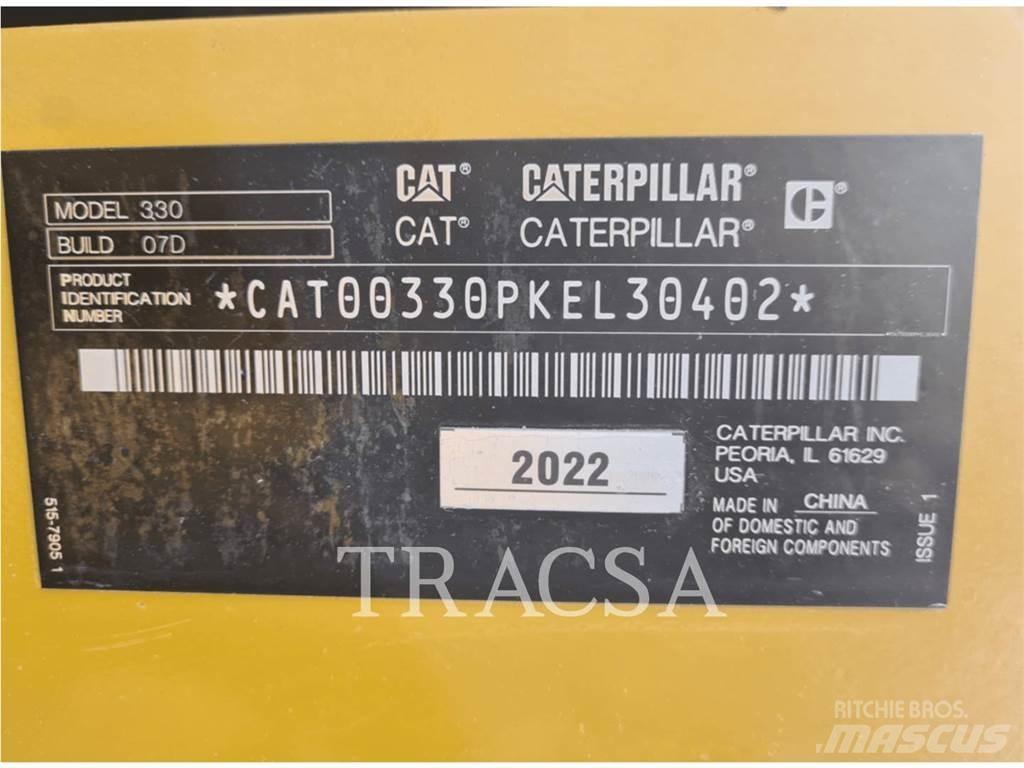 CAT® CATERPILLAR® ®
CAT® CATERPILLAR®
MODEL 330
BUILD 07D
PRODUCT
IDENTIFICATION
NUMBER
*CAT00330PKEL30402*
2022
CATERPILLAR INC.
PEORIA, IL 61629
USA
MADE IN CHINA
OF DOMESTIC AND
FOREIGN COMPONENTS
515-7905 1
ISSUE 1
TRACSA
RITCHIE BROS.
MASCUS